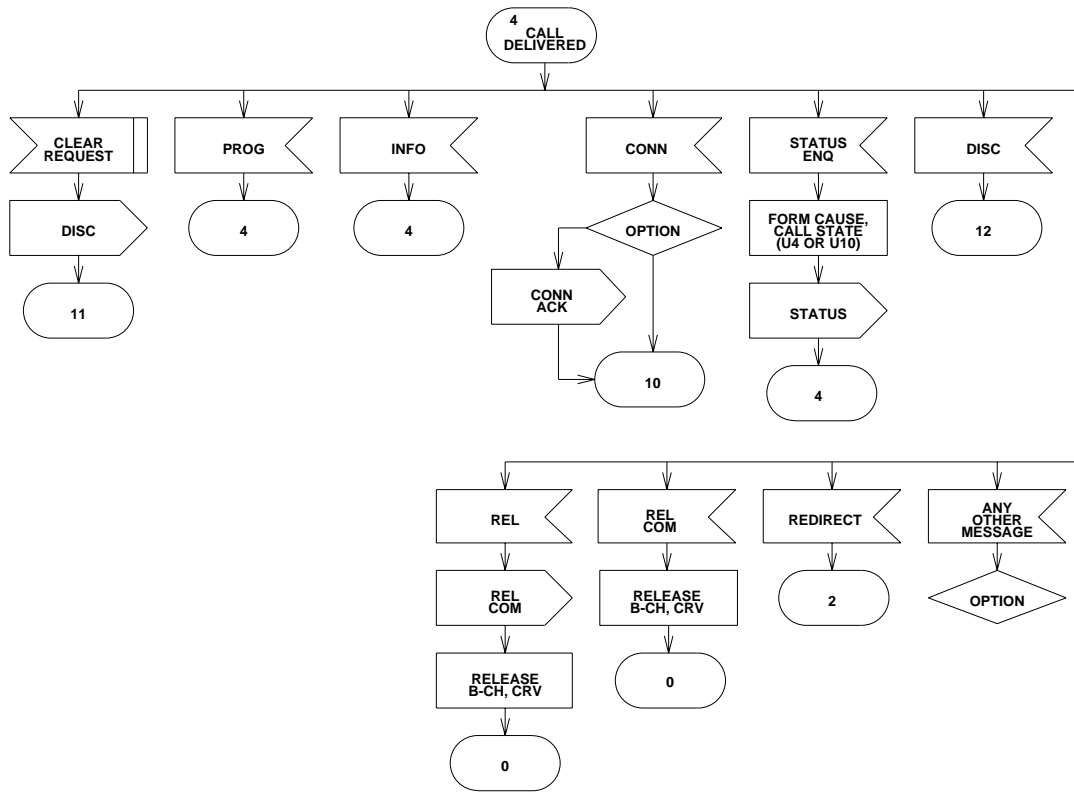 4
CALL
DELIVERED
CLEAR
REQUEST
PROG
INFO
CONN
STATUS
ENQ
DISC
DISC
4
4
OPTION
FORM CAUSE,
CALL STATE
(U4 OR U10)
12
11
CONN
ACK
STATUS
10
4
REL
REL
COM
REDIRECT
ANY
OTHER
MESSAGE
REL
COM
RELEASE
B-CH, CRV
2
OPTION
RELEASE
B-CH, CRV
0
0